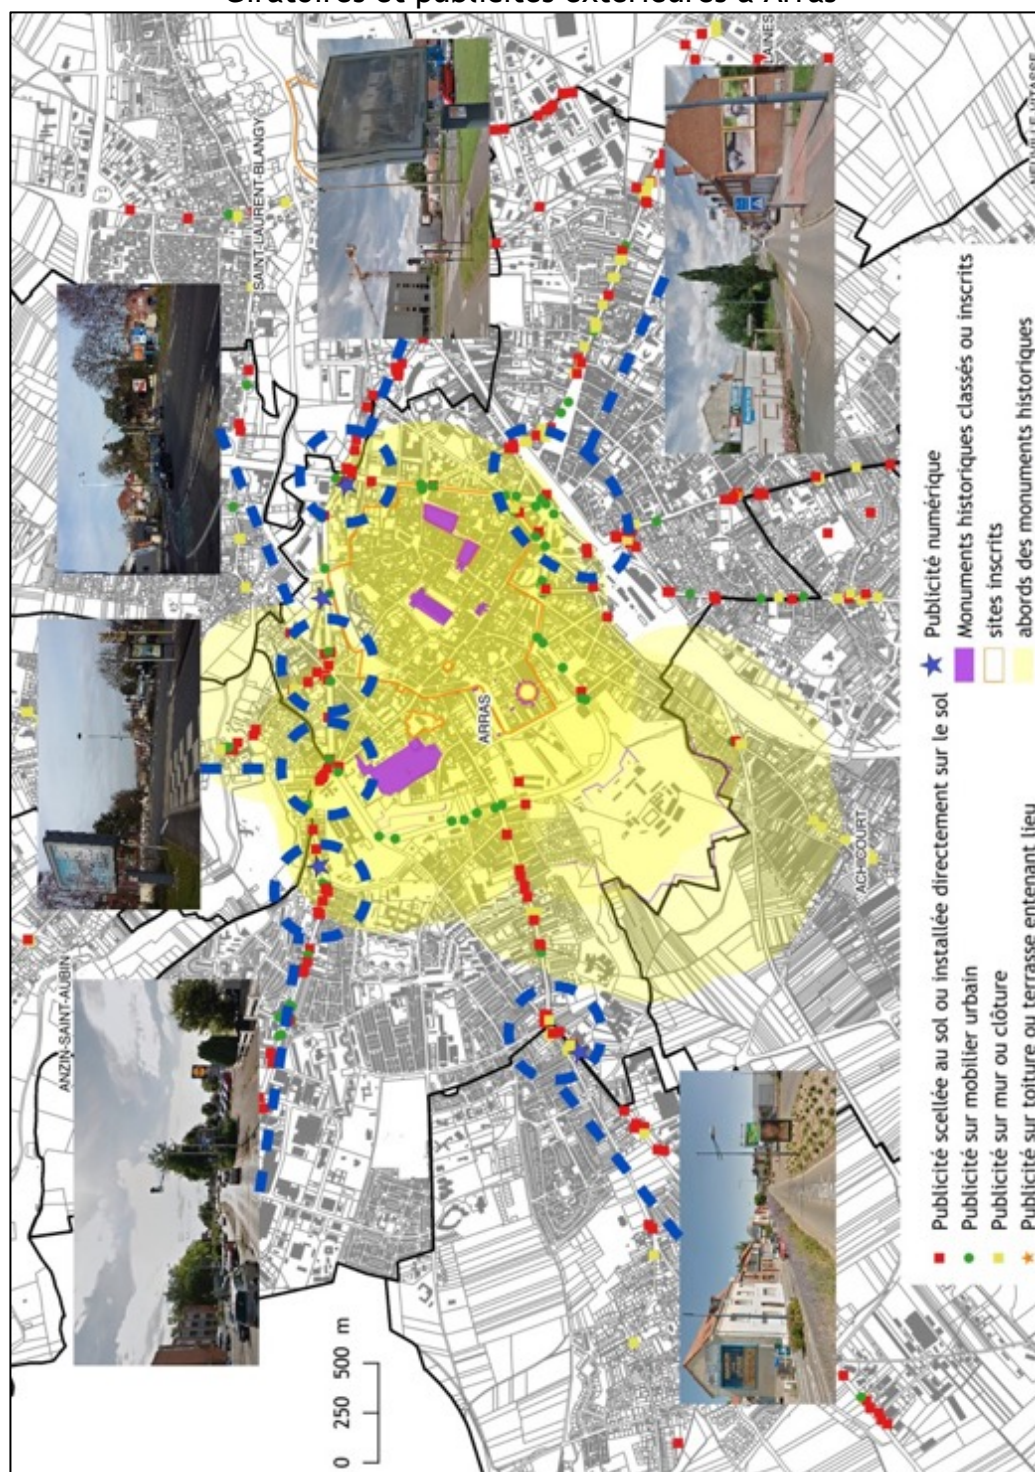 Giratoires et publicités extérieures à Arras
SAINT-LAURENT-BLANGY
ANZIN-SAINT-AUBIN
ARRAS
ACHICOURT
0 250 500 m
Publicité scellée au sol ou installée directement sur le sol
Publicité sur mobilier urbain
Publicité sur mur ou clôture
Publicité sur toiture ou terrasse entenant lieu
Publicité numérique
Monuments historiques classés ou inscrits
sites inscrits
abords des monuments historiques